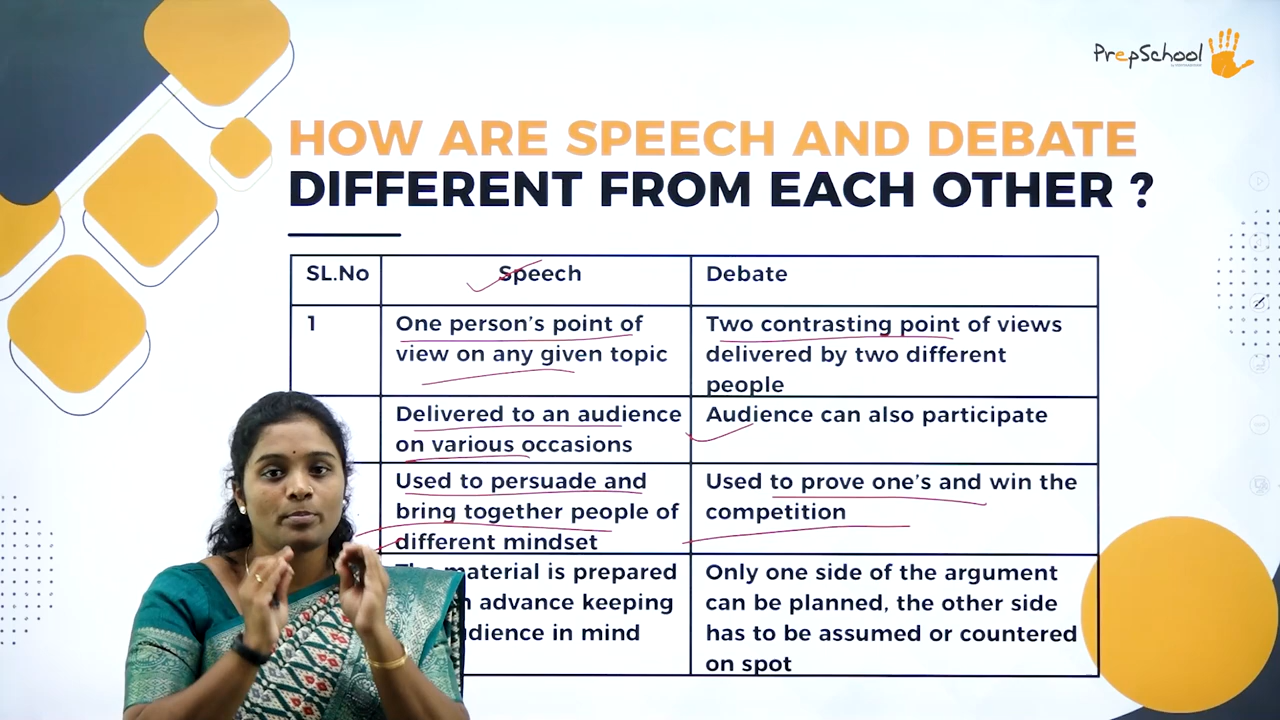 PrepSchool
HOW ARE SPEECH AND DEBATE
DIFFERENT FROM EACH OTHER ?
SL.No
Speech
Debate
1
One person's point of
view on any given topic
Two contrasting point of views
delivered by two different
people
Delivered to an audience
on various occasions
Audience can also participate
Used to persuade and
bring together people of
different mindset
Used to prove one's and win the
competition
material is prepared
advance keeping
in mind
Only one side of the argument
can be planned, the other side
has to be assumed or countered
on spot